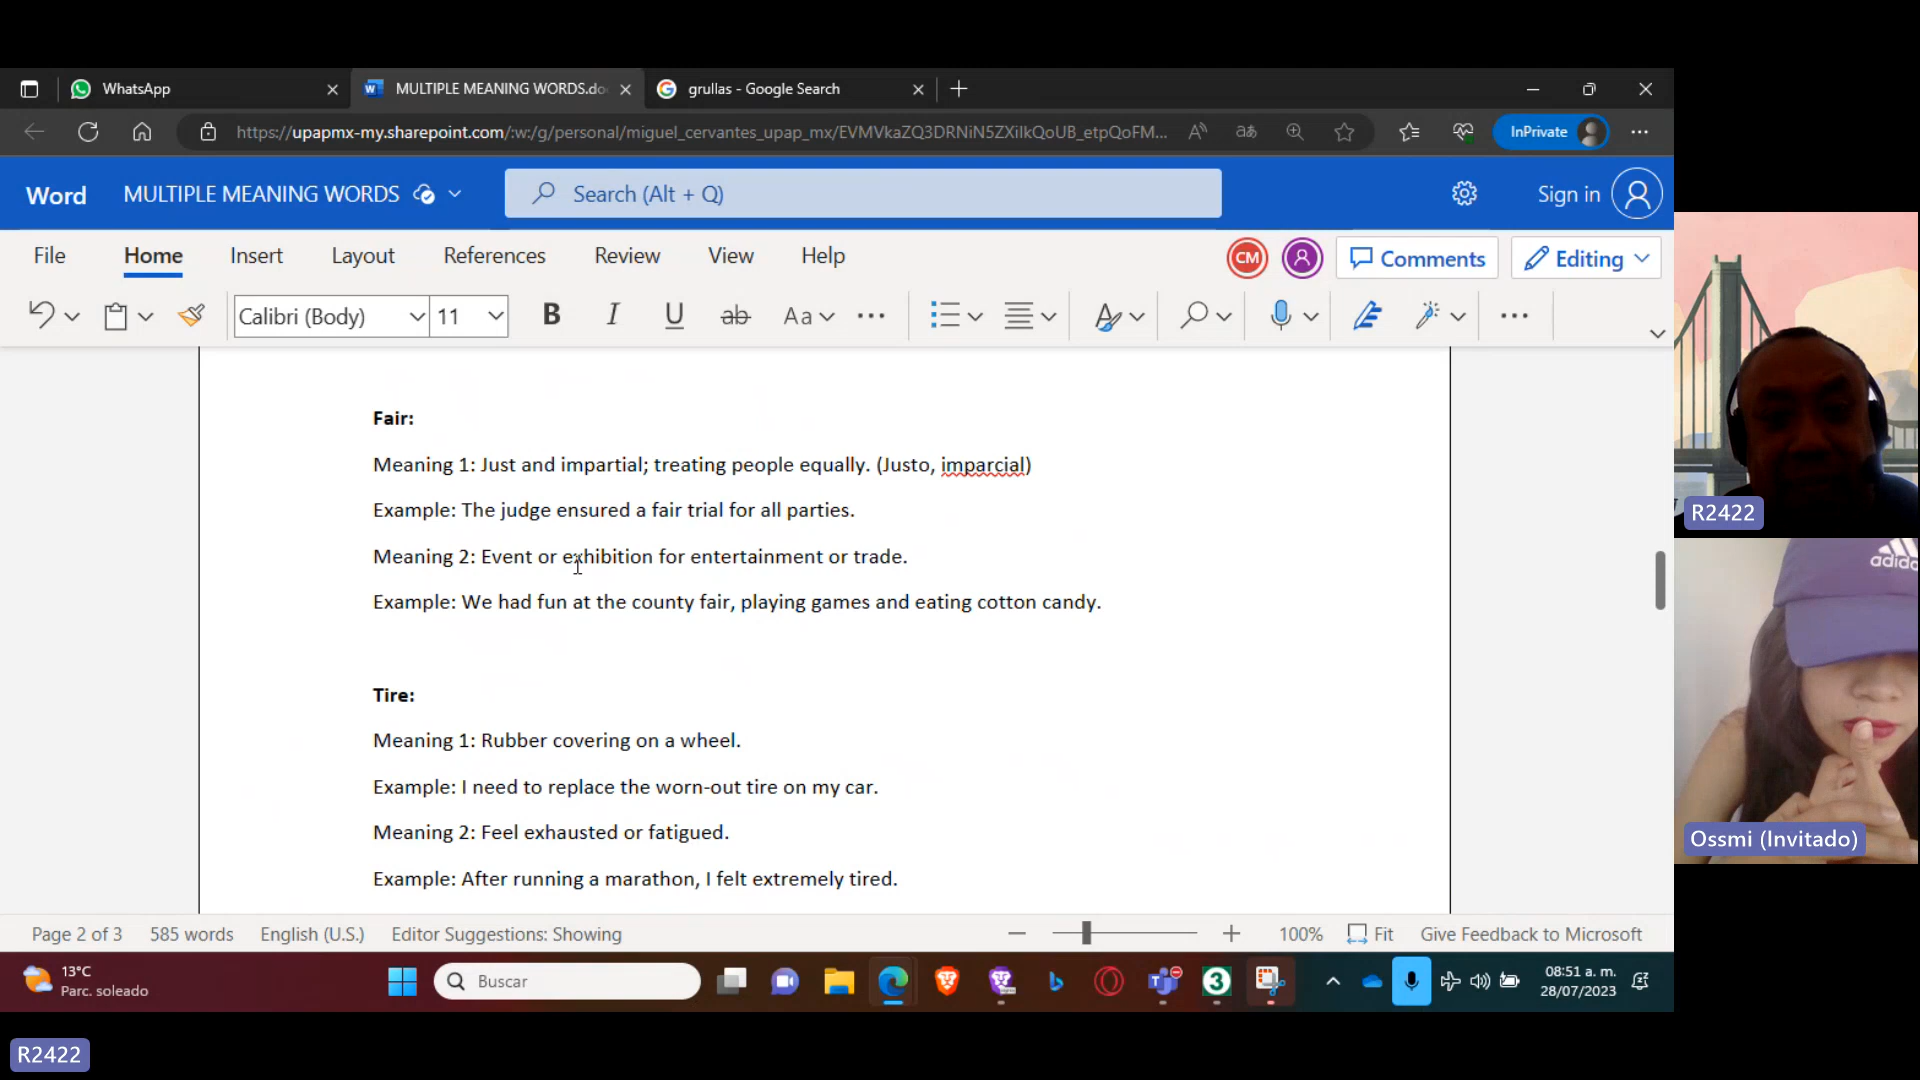 WhatsApp
MULTIPLE MEANING WORDS.do
grullas - Google Search
https://upapmx-my.sharepoint.com/:w:/g/personal/miguel_cervantes_upap_mx/EVMVkaZQ3DRNiN5ZXiIkQoUB_etpQoFM...
InPrivate
Word
MULTIPLE MEANING WORDS
Search (Alt + Q)
Sign in
File Home Insert Layout References Review View Help
CM
Comments
Editing
Calibri (Body)
11
B I U ab Aa
Fair:
Meaning 1: Just and impartial; treating people equally. (Justo, imparcial)
Example: The judge ensured a fair trial for all parties.
Meaning 2: Event or exhibition for entertainment or trade.
Example: We had fun at the county fair, playing games and eating cotton candy.
Tire:
Meaning 1: Rubber covering on a wheel.
Example: I need to replace the worn-out tire on my car.
Meaning 2: Feel exhausted or fatigued.
Example: After running a marathon, I felt extremely tired.
Page 2 of 3 585 words English (U.S.) Editor Suggestions: Showing
100% Fit Give Feedback to Microsoft
13°C
Parc. soleado
Buscar
08:51 a. m.
28/07/2023
R2422
adidas
Ossmi (Invitado)
R2422